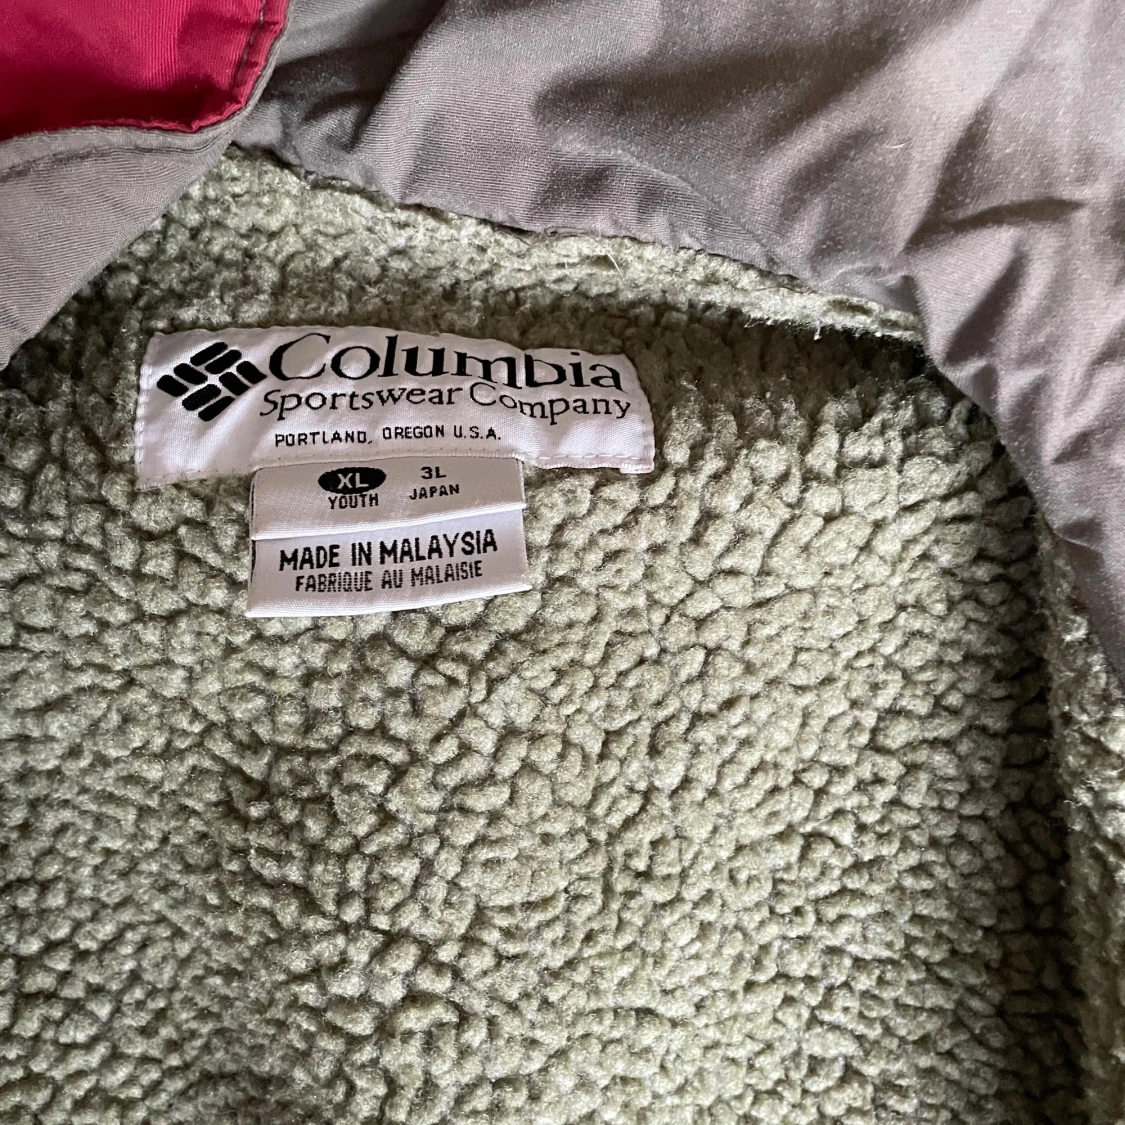 Columbia
Sportswear Company
PORTLAND, OREGON U.S.A.
XL 3L
YOUTH JAPAN
MADE IN MALAYSIA
FABRIQUE AU MALAISIE